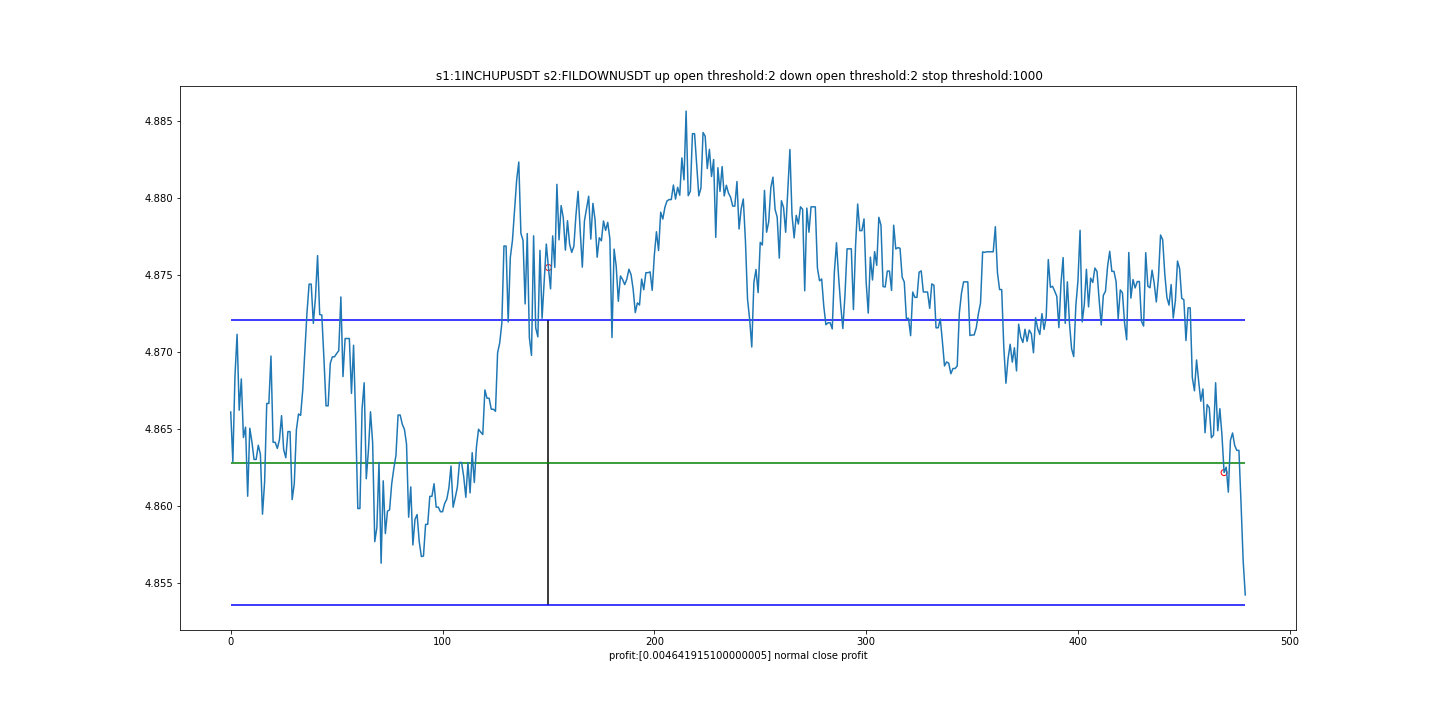 s1:1INCHUPUSDT s2:FILDOWNUSDT up open threshold:2 down open threshold:2 stop threshold:1000
4.885
4.880
4.875
4.870
4.865
4.860
4.855
0 100 200 300 400 500
profit:[0.004641915100000005] normal close profit